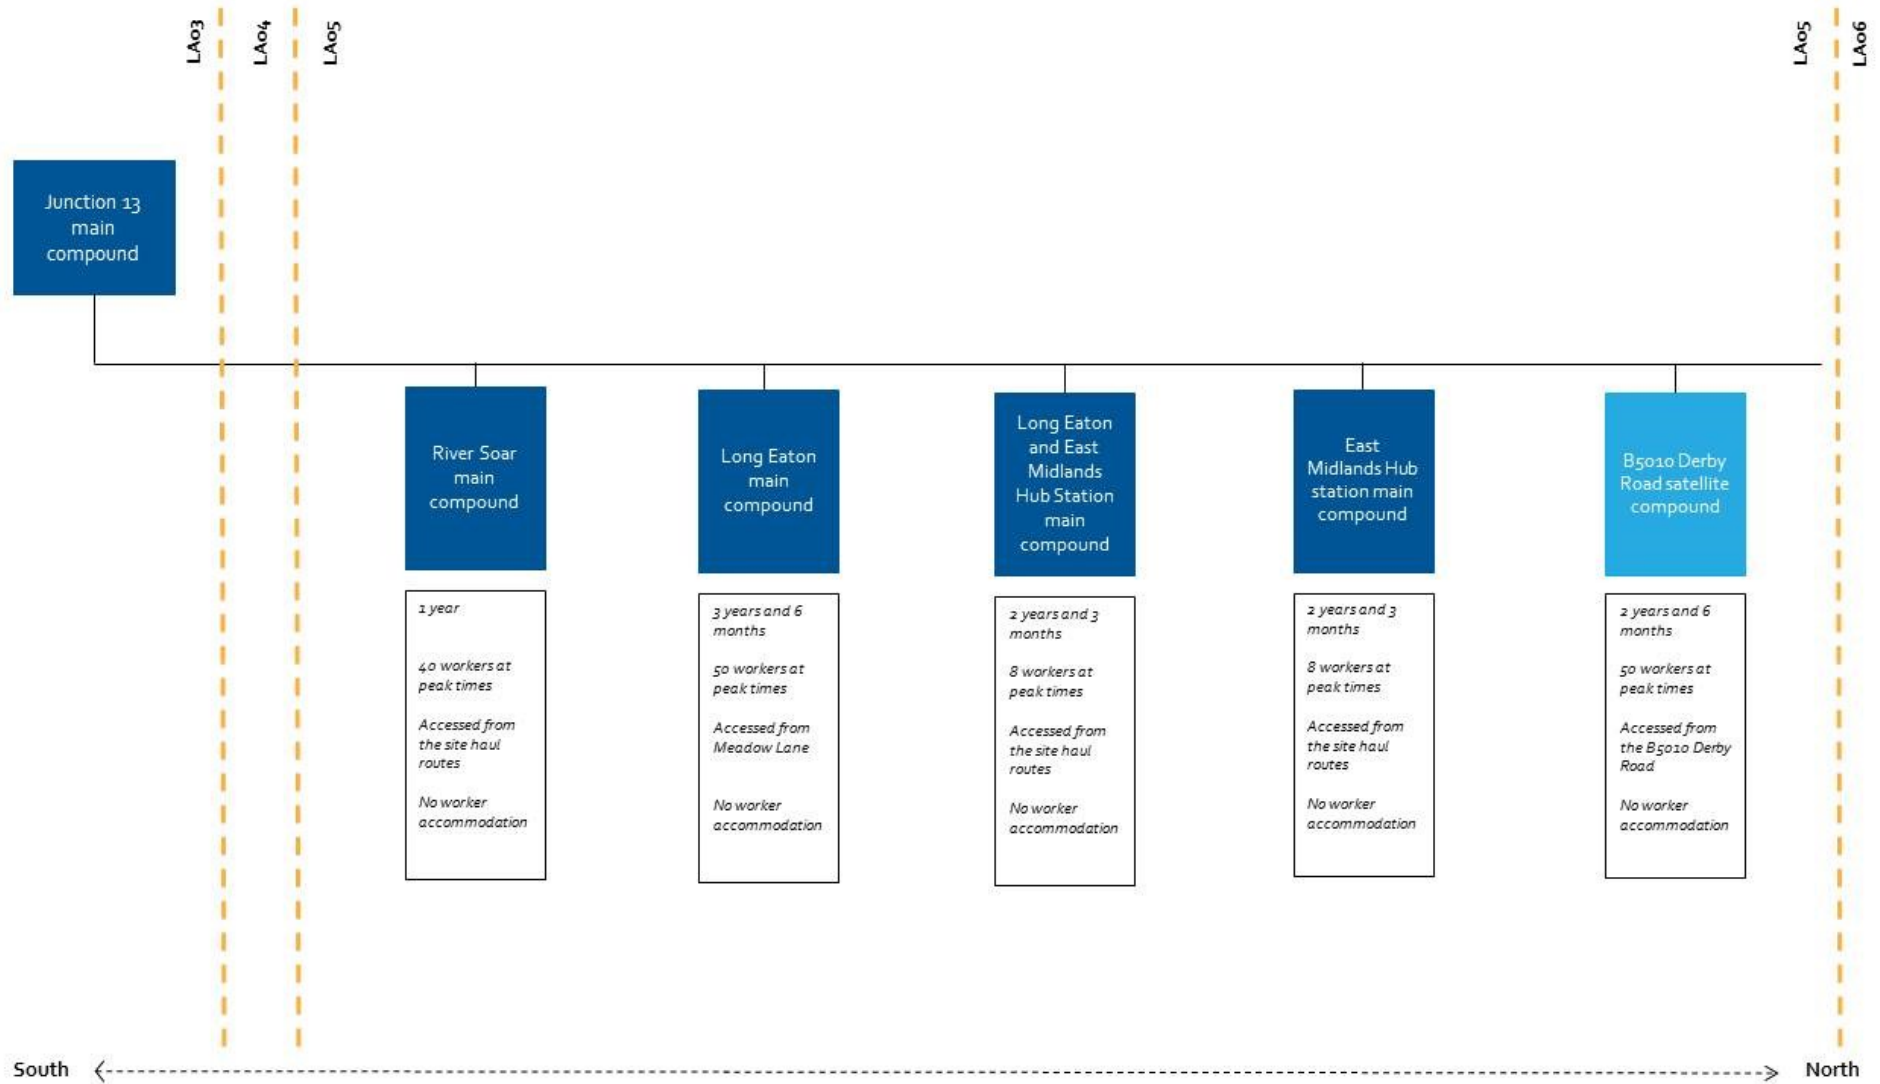 LA03
LA04
LA05
LA05
LA06
Junction 13
main
compound
River Soar
main
compound
Long Eaton
main
compound
Long Eaton
and East
Midlands
Hub Station
main
compound
East
Midlands Hub
station main
compound
B5010 Derby
Road satellite
compound
1 year
40 workers at
peak times
Accessed from
the site haul
routes
No worker
accommodation
3 years and 6
months
50 workers at
peak times
Accessed from
Meadow Lane
No worker
accommodation
2 years and 3
months
8 workers at
peak times
Accessed from
the site haul
routes
No worker
accommodation
2 years and 3
months
8 workers at
peak times
Accessed from
the site haul
routes
No worker
accommodation
2 years and 6
months
50 workers at
peak times
Accessed from
the B5010 Derby
Road
No worker
accommodation
South
North